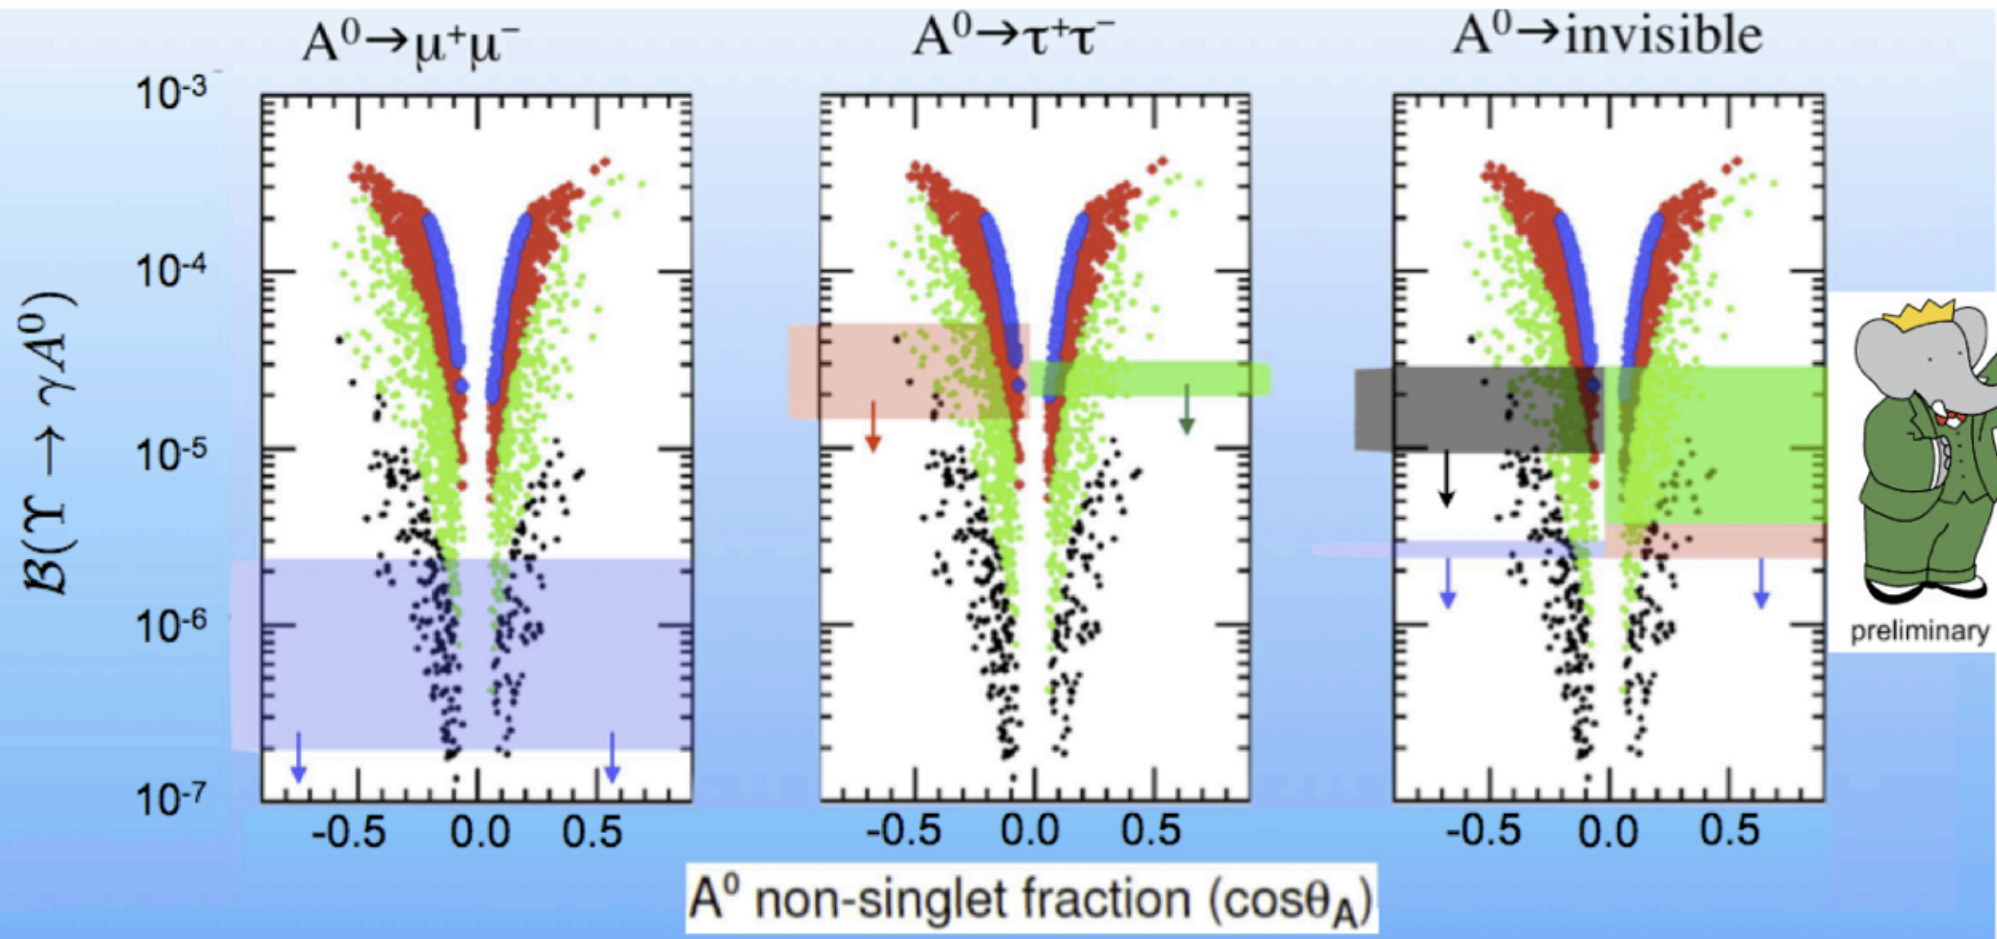 A⁰→μ⁺μ⁻ A⁰→τ⁺τ⁻ A⁰→invisible
B(ϒ → γA⁰)
10⁻³
10⁻⁴
10⁻⁵
10⁻⁶
10⁻⁷
-0.5 0.0 0.5 -0.5 0.0 0.5 -0.5 0.0 0.5
A⁰ non-singlet fraction (cosθ_A)
preliminary